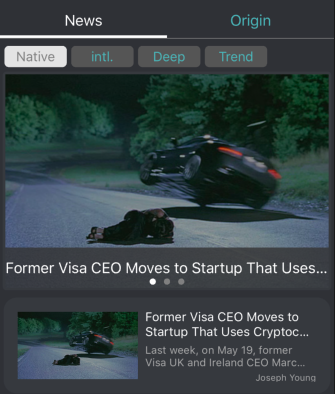 News
Origin
Native
intl.
Deep
Trend
Former Visa CEO Moves to Startup That Uses...
Former Visa CEO Moves to
Startup That Uses Cryptoc...
Last week, on May 19, former
Visa UK and Ireland CEO Marc...
Joseph Young